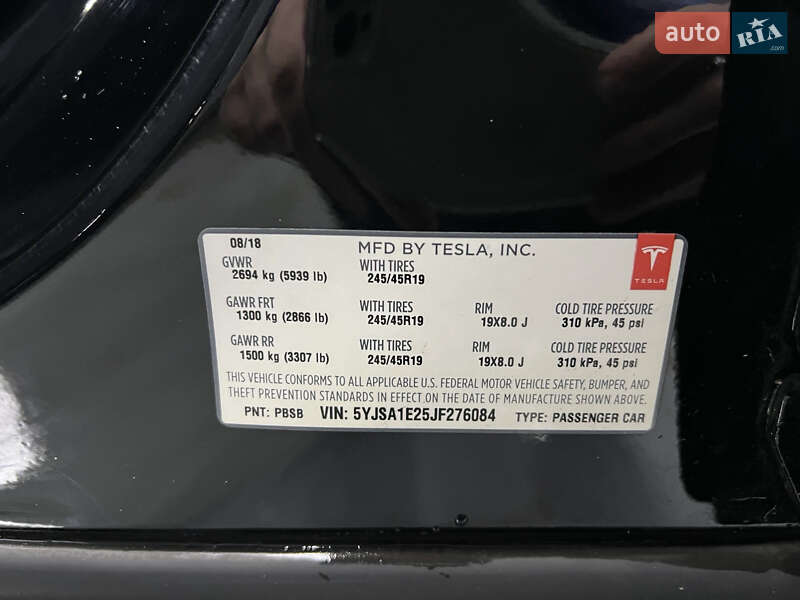 auto RIA .com
08/18 MFD BY TESLA, INC.
GVWR WITH TIRES
2694 kg (5939 lb) 245/45R19
TESLA
GAWR FRT WITH TIRES RIM COLD TIRE PRESSURE
1300 kg (2866 lb) 245/45R19 19X8.0 J 310 kPa, 45 psi
GAWR RR WITH TIRES RIM COLD TIRE PRESSURE
1500 kg (3307 lb) 245/45R19 19X8.0 J 310 kPa, 45 psi
THIS VEHICLE CONFORMS TO ALL APPLICABLE U.S. FEDERAL MOTOR VEHICLE SAFETY, BUMPER, AND
THEFT PREVENTION STANDARDS IN EFFECT ON THE DATE OF MANUFACTURE SHOWN ABOVE.
PNT: PBSB VIN: 5YJSA1E25JF276084 TYPE: PASSENGER CAR